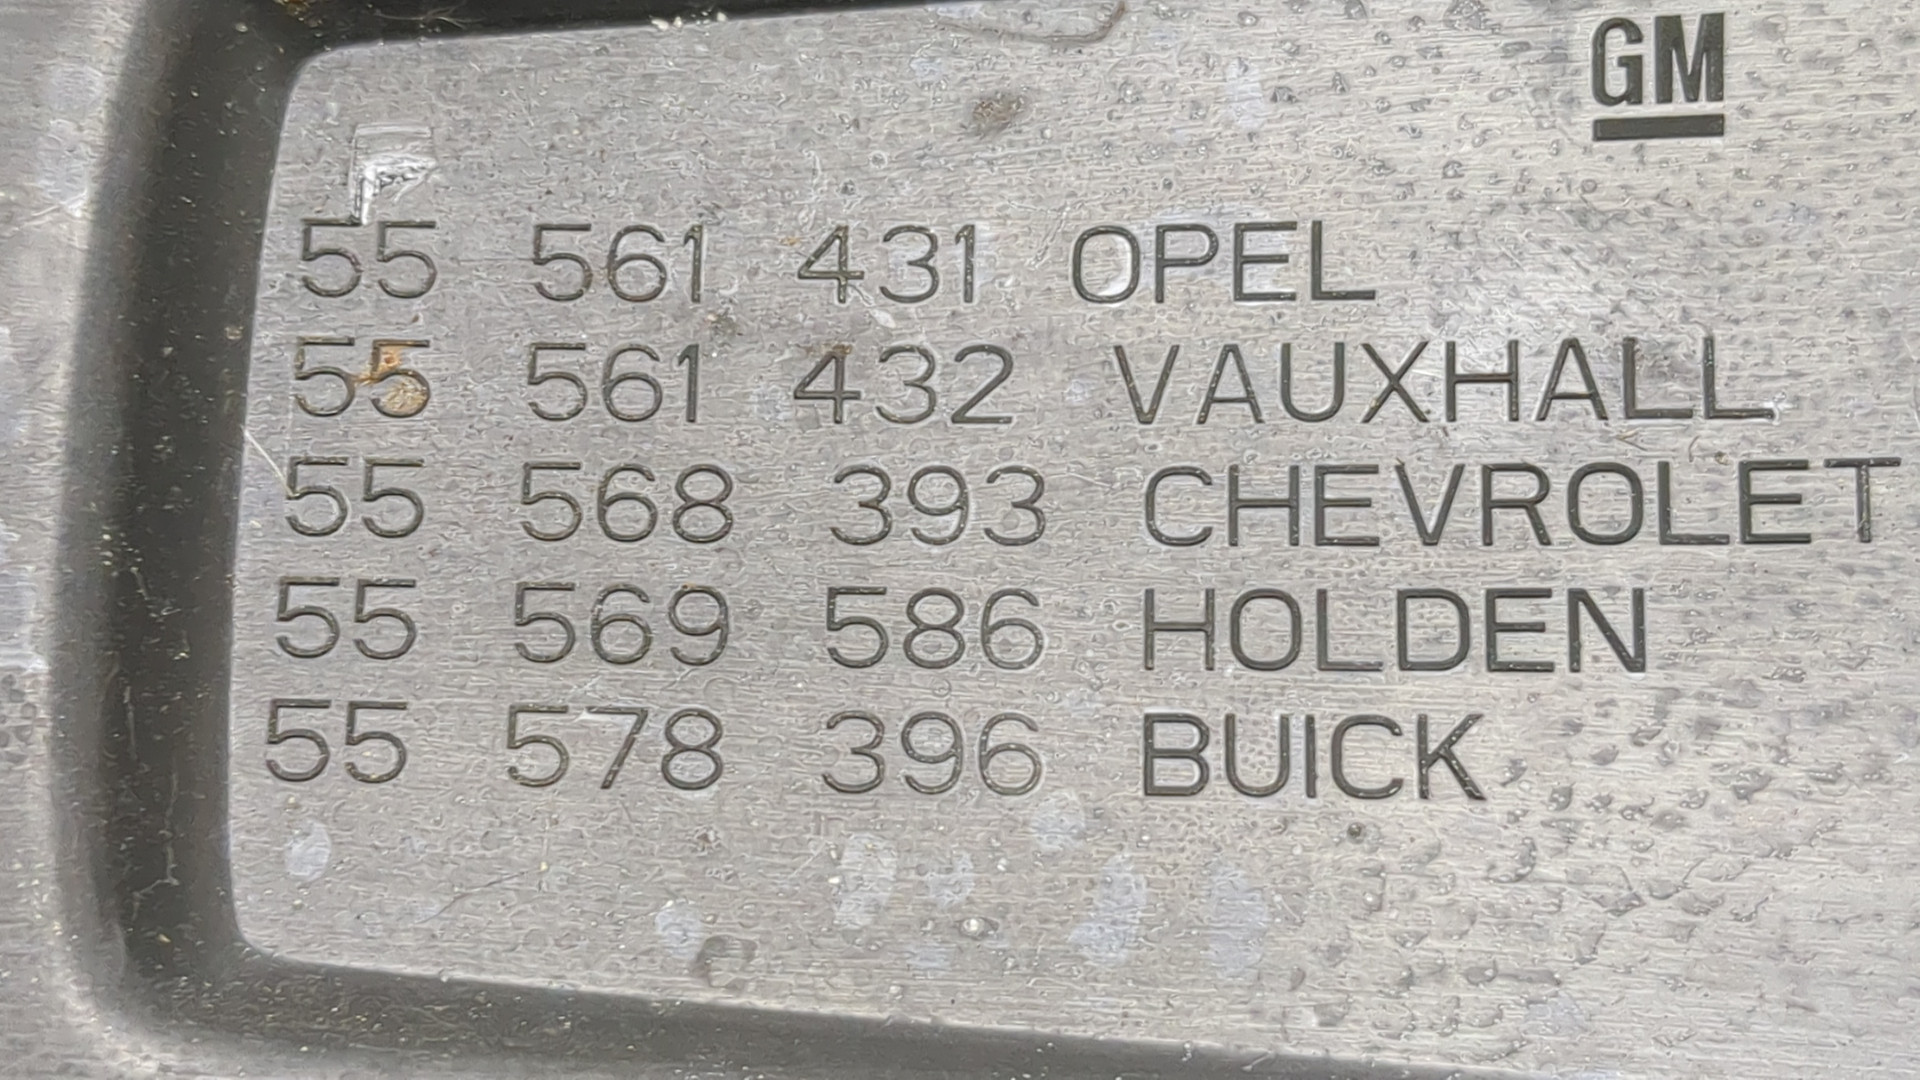 GM
55 561 431 OPEL
55 561 432 VAUXHALL
55 568 393 CHEVROLET
55 569 586 HOLDEN
55 578 396 BUICK